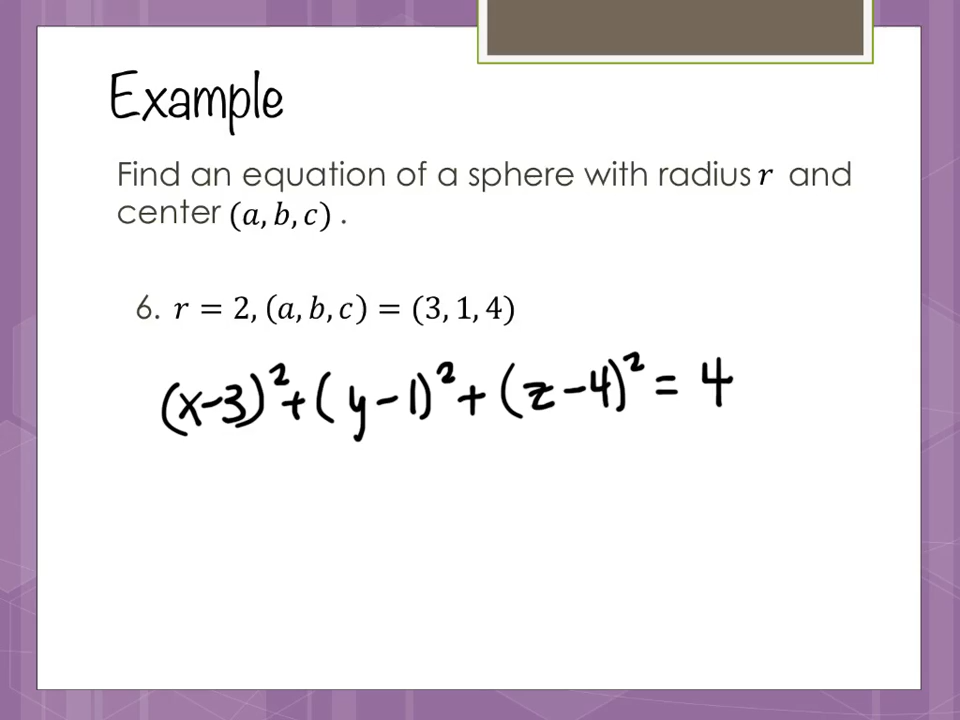 Example
Find an equation of a sphere with radius r and
center (a, b, c) .
6. r = 2, (a, b, c) = (3, 1, 4)
(x-3)²+(y-1)²+(z-4)² = 4